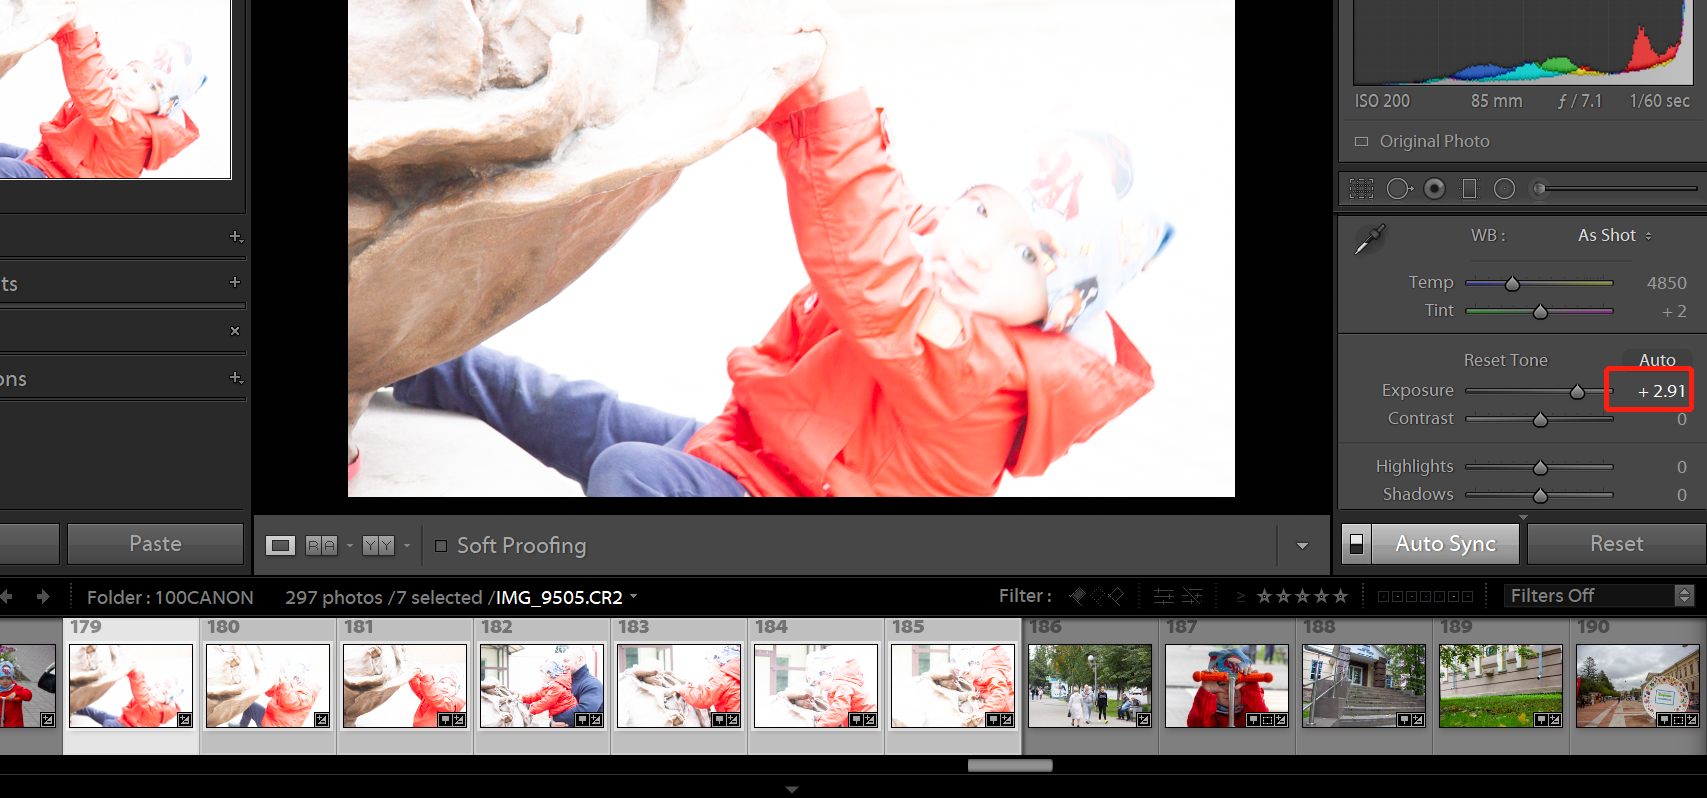 ISO 200 85 mm ƒ / 7.1 1/60 sec
Original Photo
WB : As Shot
ts
Temp 4850
Tint + 2
Reset Tone Auto
ons
Exposure + 2.91
Contrast 0
Highlights 0
Shadows 0
Paste
RA YY Soft Proofing
Auto Sync Reset
Folder : 100CANON 297 photos /7 selected /IMG_9505.CR2 Filter : ≥ Filters Off
179 180 181 182 183 184 185 186 187 188 189 190